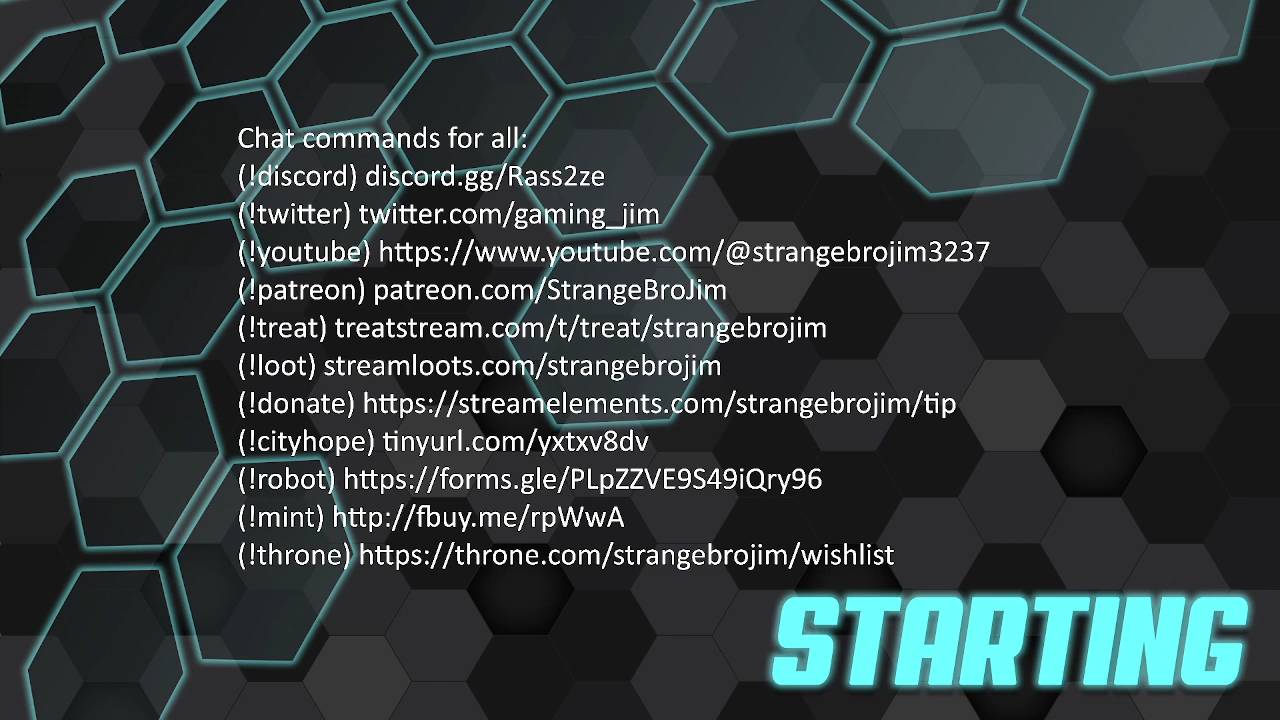 Chat commands for all:
(!discord) discord.gg/Rass2ze
(!twitter) twitter.com/gaming_jim
(!youtube) https://www.youtube.com/@strangebrojim3237
(!patreon) patreon.com/StrangeBroJim
(!treat) treatstream.com/t/treat/strangebrojim
(!loot) streamloots.com/strangebrojim
(!donate) https://streamelements.com/strangebrojim/tip
(!cityhope) tinyurl.com/yxtxv8dv
(!robot) https://forms.gle/PLpZZVE9S49iQry96
(!mint) http://fbuy.me/rpWwA
(!throne) https://throne.com/strangebrojim/wishlist
STARTING